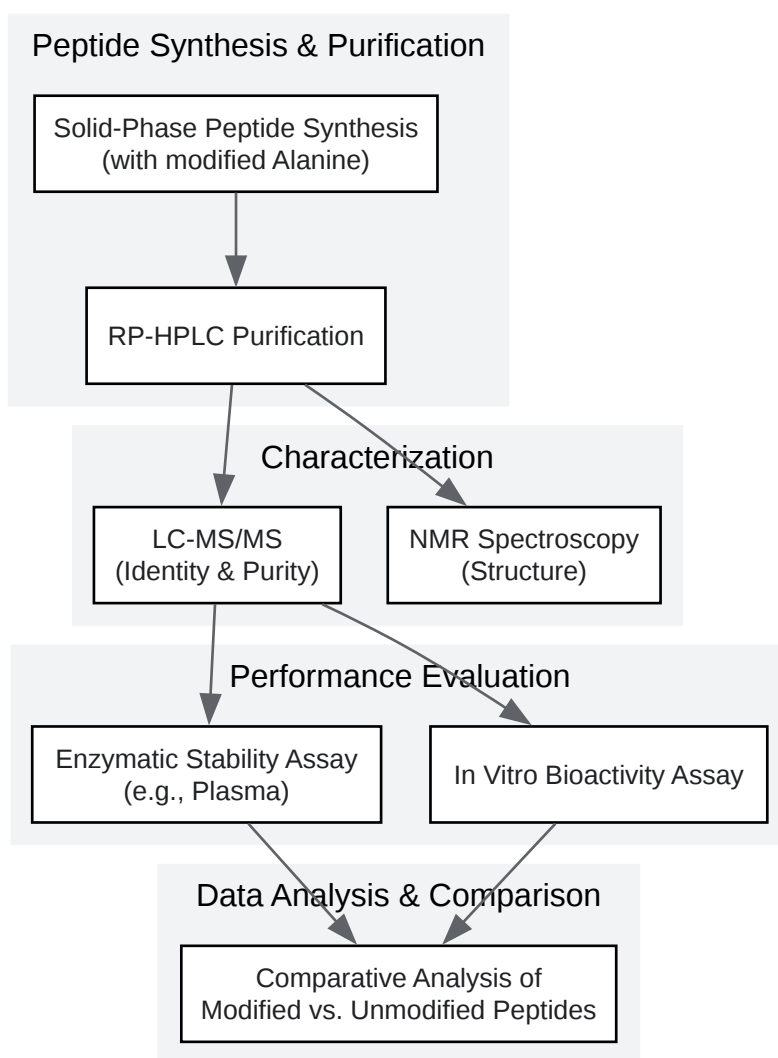 Peptide Synthesis & Purification
Solid-Phase Peptide Synthesis
(with modified Alanine)
RP-HPLC Purification
Characterization
LC-MS/MS
(Identity & Purity)
NMR Spectroscopy
(Structure)
Performance Evaluation
Enzymatic Stability Assay
(e.g., Plasma)
In Vitro Bioactivity Assay
Data Analysis & Comparison
Comparative Analysis of
Modified vs. Unmodified Peptides